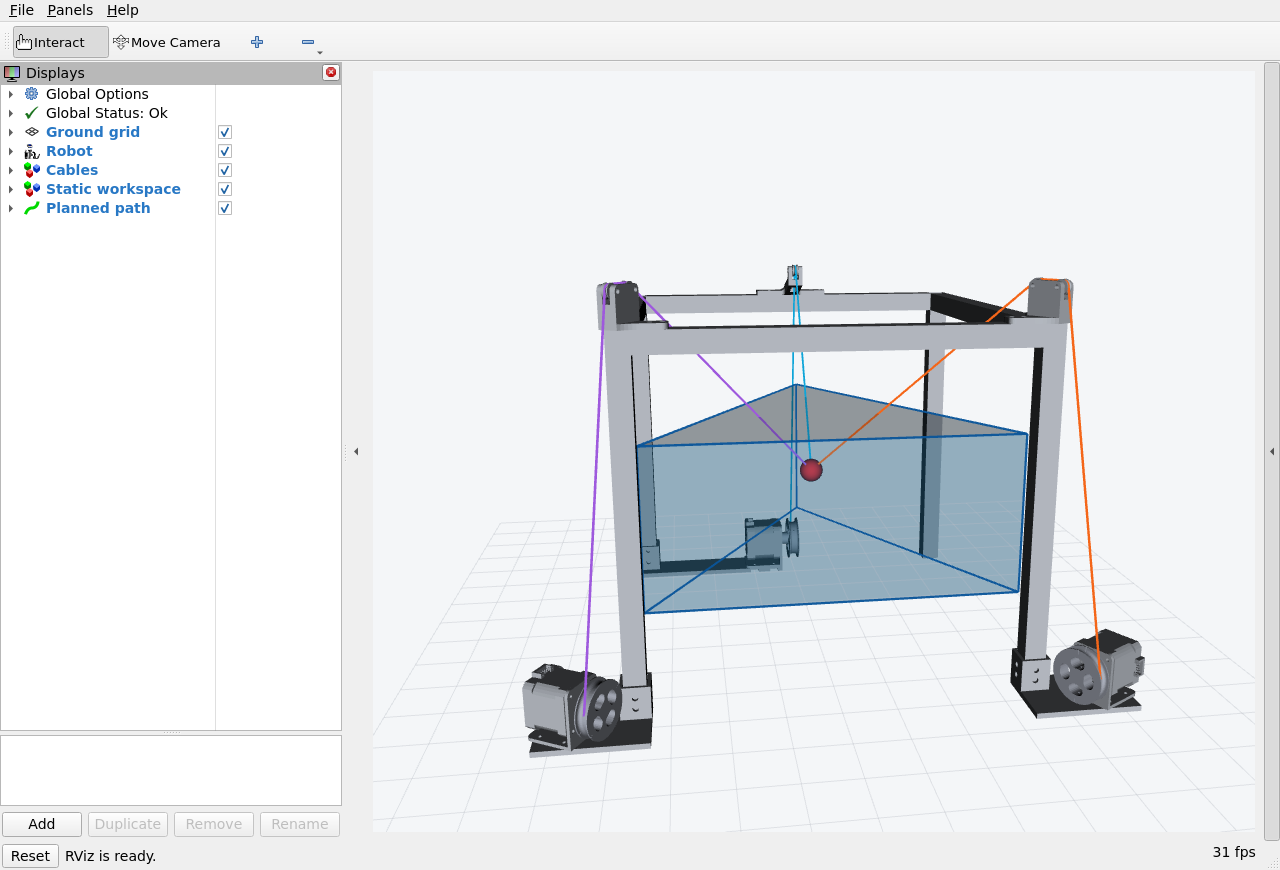 File Panels Help
Interact Move Camera
Displays
Global Options
Global Status: Ok
Ground grid
Robot
Cables
Static workspace
Planned path
Add Duplicate Remove Rename
Reset RViz is ready. 31 fps